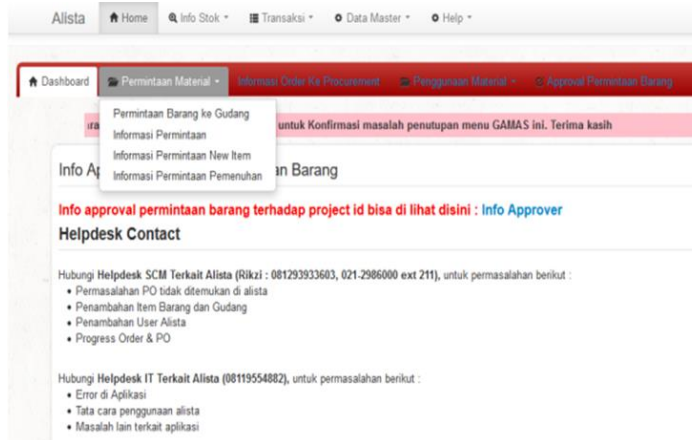 Alista Home Info Stok Transaksi Data Master Help
Dashboard Permintaan Material Informasi Order Ke Procurement Penggunaan Material Approval Permintaan Barang
Permintaan Barang ke Gudang
Informasi Permintaan
Informasi Permintaan New Item
Informasi Permintaan Pemenuhan
untuk Konfirmasi masalah penutupan menu GAMAS ini. Terima kasih
Info Barang
Info approval permintaan barang terhadap project id bisa di lihat disini : Info Approver
Helpdesk Contact
Hubungi Helpdesk SCM Terkait Alista (Rikzi : 081293933603, 021-2986000 ext 211), untuk permasalahan berikut :
• Permasalahan PO tidak ditemukan di alista
• Penambahan Item Barang dan Gudang
• Penambahan User Alista
• Progress Order & PO
Hubungi Helpdesk IT Terkait Alista (08119554882), untuk permasalahan berikut :
• Error di Aplikasi
• Tata cara penggunaan alista
• Masalah lain terkait aplikasi